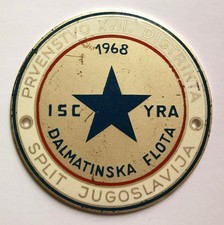 PRVENSTVO XVII DISTRIKTA
1968
ISC YRA
DALMATINSKA FLOTA
SPLIT JUGOSLAVIJA